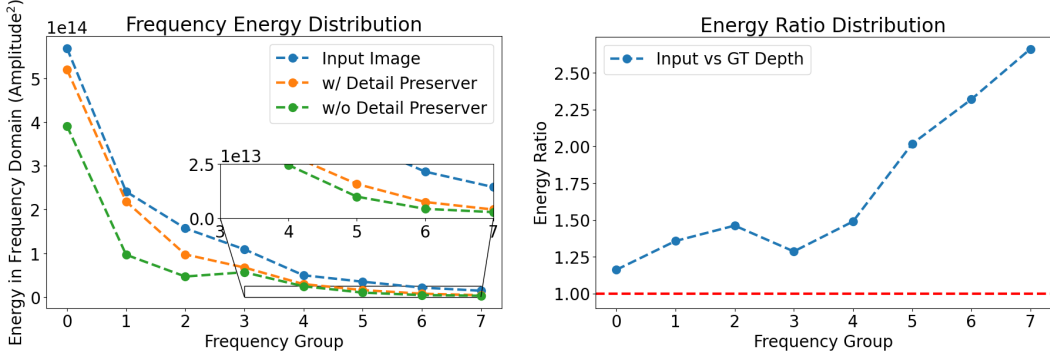 Frequency Energy Distribution
1e14
Energy in Frequency Domain (Amplitude²)
5
4
3
2
1
0
Input Image
w/ Detail Preserver
w/o Detail Preserver
1e13
2.5
0.0
3 4 5 6 7
0 1 2 3 4 5 6 7
Frequency Group
Energy Ratio Distribution
Energy Ratio
2.50
2.25
2.00
1.75
1.50
1.25
1.00
Input vs GT Depth
0 1 2 3 4 5 6 7
Frequency Group